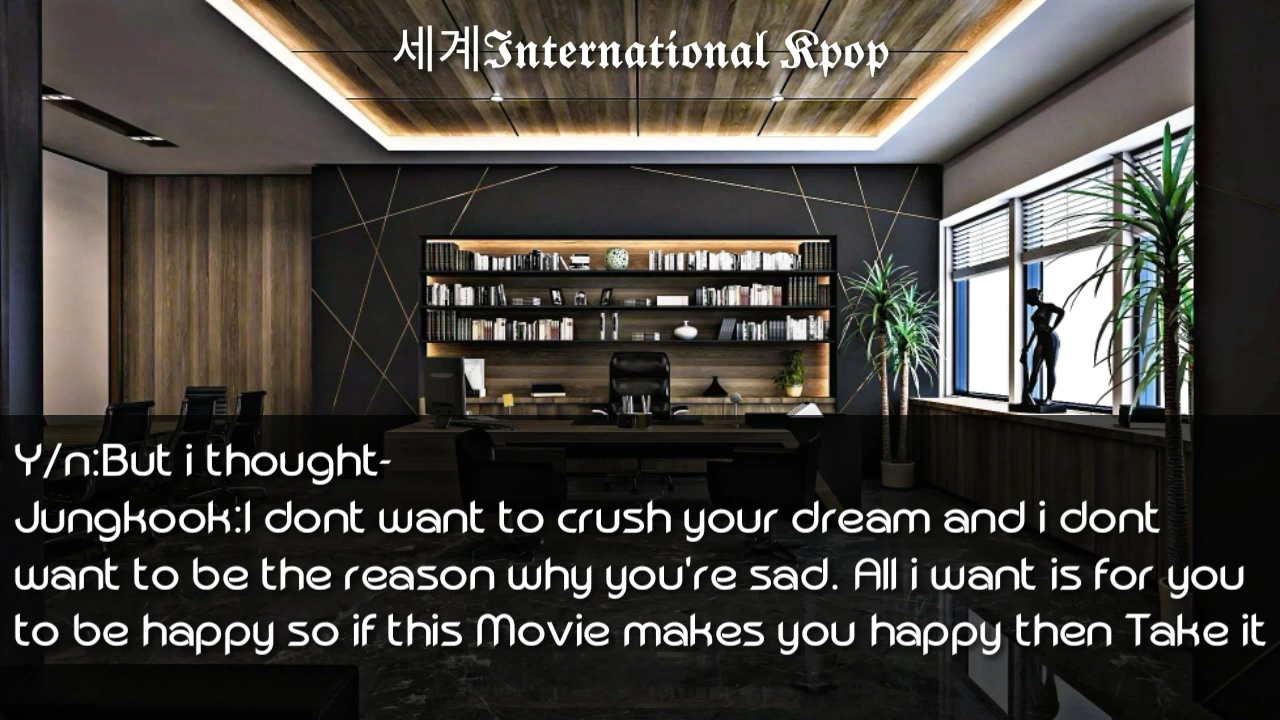 세계International Kpop
Y/n:But i thought-
Jungkook:I dont want to crush your dream and i dont
want to be the reason why you're sad. All i want is for you
to be happy so if this Movie makes you happy then Take it